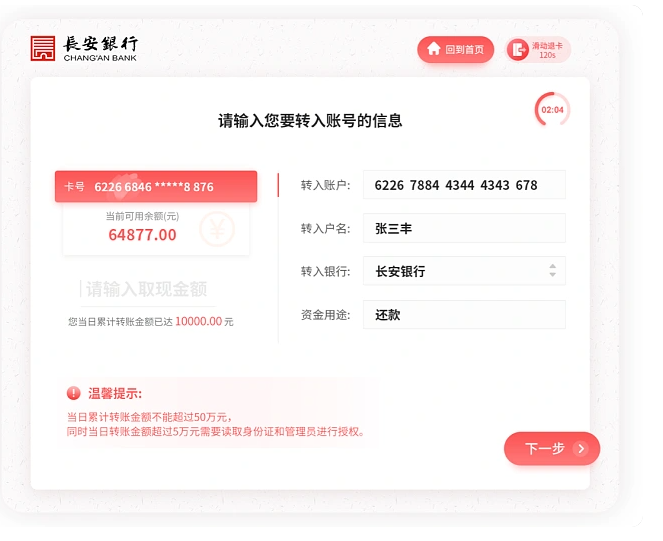 長安銀行
CHANG'AN BANK
回到首页
滑动退卡
120s
请输入您要转入账号的信息
02:04
卡号 6226 6846 *****8 876
当前可用余额(元)
64877.00
请输入取现金额
您当日累计转账金额已达 10000.00 元
转入账户: 6226 7884 4344 4343 678
转入户名: 张三丰
转入银行: 长安银行
资金用途: 还款
温馨提示:
当日累计转账金额不能超过50万元，
同时当日转账金额超过5万元需要读取身份证和管理员进行授权。
下一步